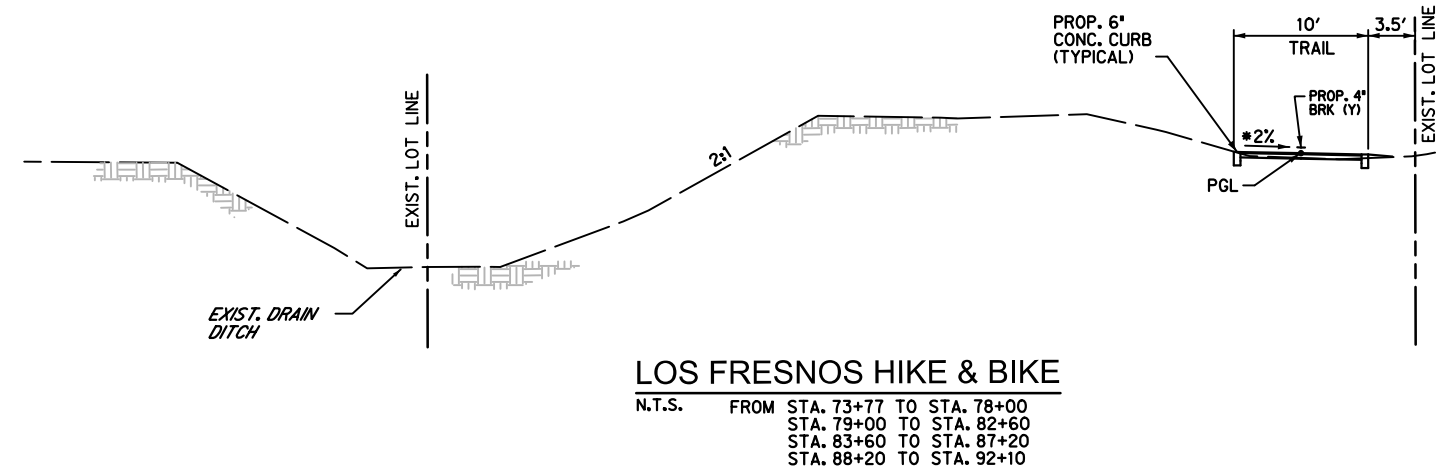 PROP. 6"
CONC. CURB
(TYPICAL)
10'
TRAIL
3.5'
EXIST. LOT LINE
PROP. 4"
BRK (Y)
*2%
PGL
2:1
EXIST. LOT LINE
EXIST. DRAIN
DITCH
LOS FRESNOS HIKE & BIKE
N.T.S. FROM STA. 73+77 TO STA. 78+00
STA. 79+00 TO STA. 82+60
STA. 83+60 TO STA. 87+20
STA. 88+20 TO STA. 92+10